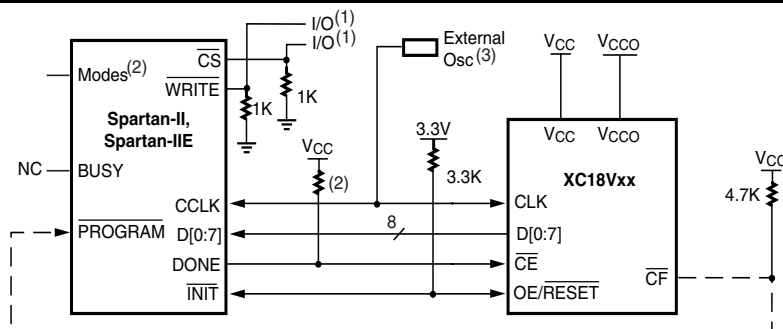 I/O(1)
I/O(1)
External
Osc(3)
VCC
VCCO
CS
Modes(2)
WRITE
1K
1K
Spartan-II,
Spartan-IIE
VCC
3.3V
VCC
VCCO
VCC
NC
BUSY
(2)
3.3K
XC18Vxx
4.7K
CCLK
CLK
PROGRAM
D[0:7]
8
D[0:7]
DONE
CE
CF
INIT
OE/RESET